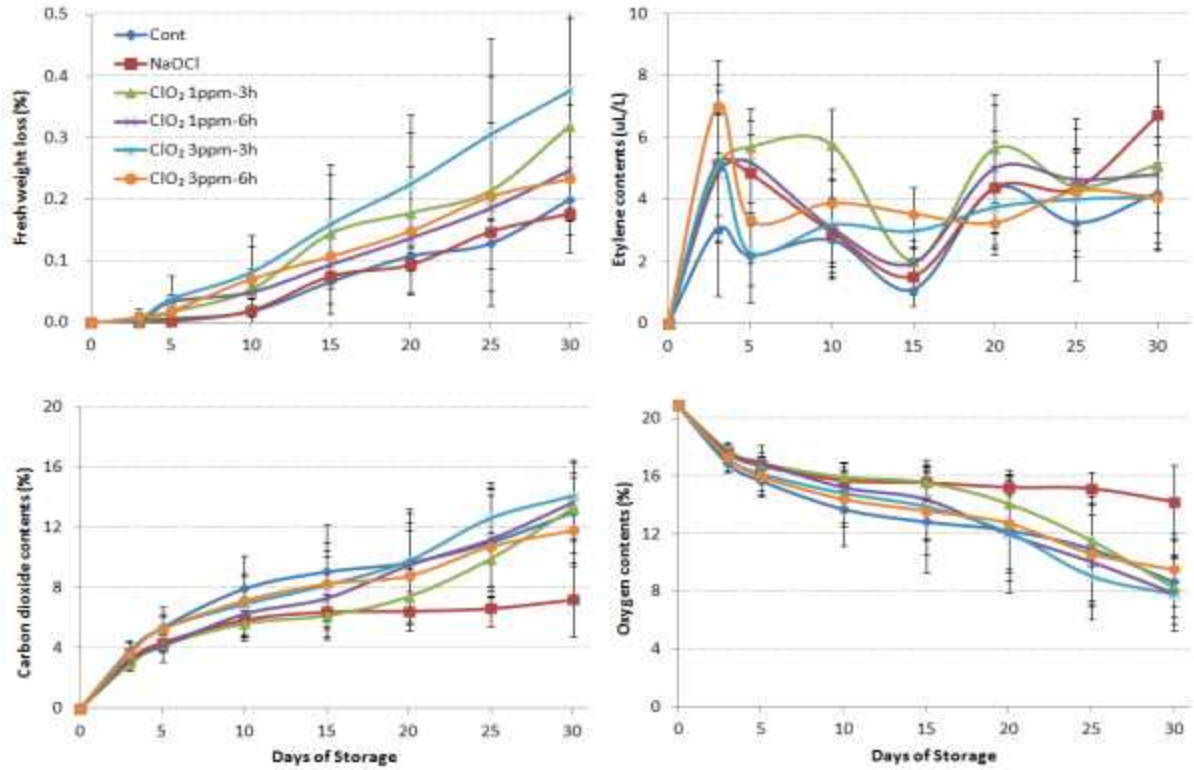 Fresh weight loss (%)
0.5
0.4
0.3
0.2
0.1
0.0
Cont
NaOCl
ClO₂ 1ppm-3h
ClO₂ 1ppm-6h
ClO₂ 3ppm-3h
ClO₂ 3ppm-6h
0 5 10 15 20 25 30
Etylene contents (uL/L)
10
8
6
4
2
0
0 5 10 15 20 25 30
Carbon dioxide contents (%)
20
16
12
8
4
0
0 5 10 15 20 25 30
Days of Storage
Oxygen contents (%)
20
16
12
8
4
0
0 5 10 15 20 25 30
Days of Storage